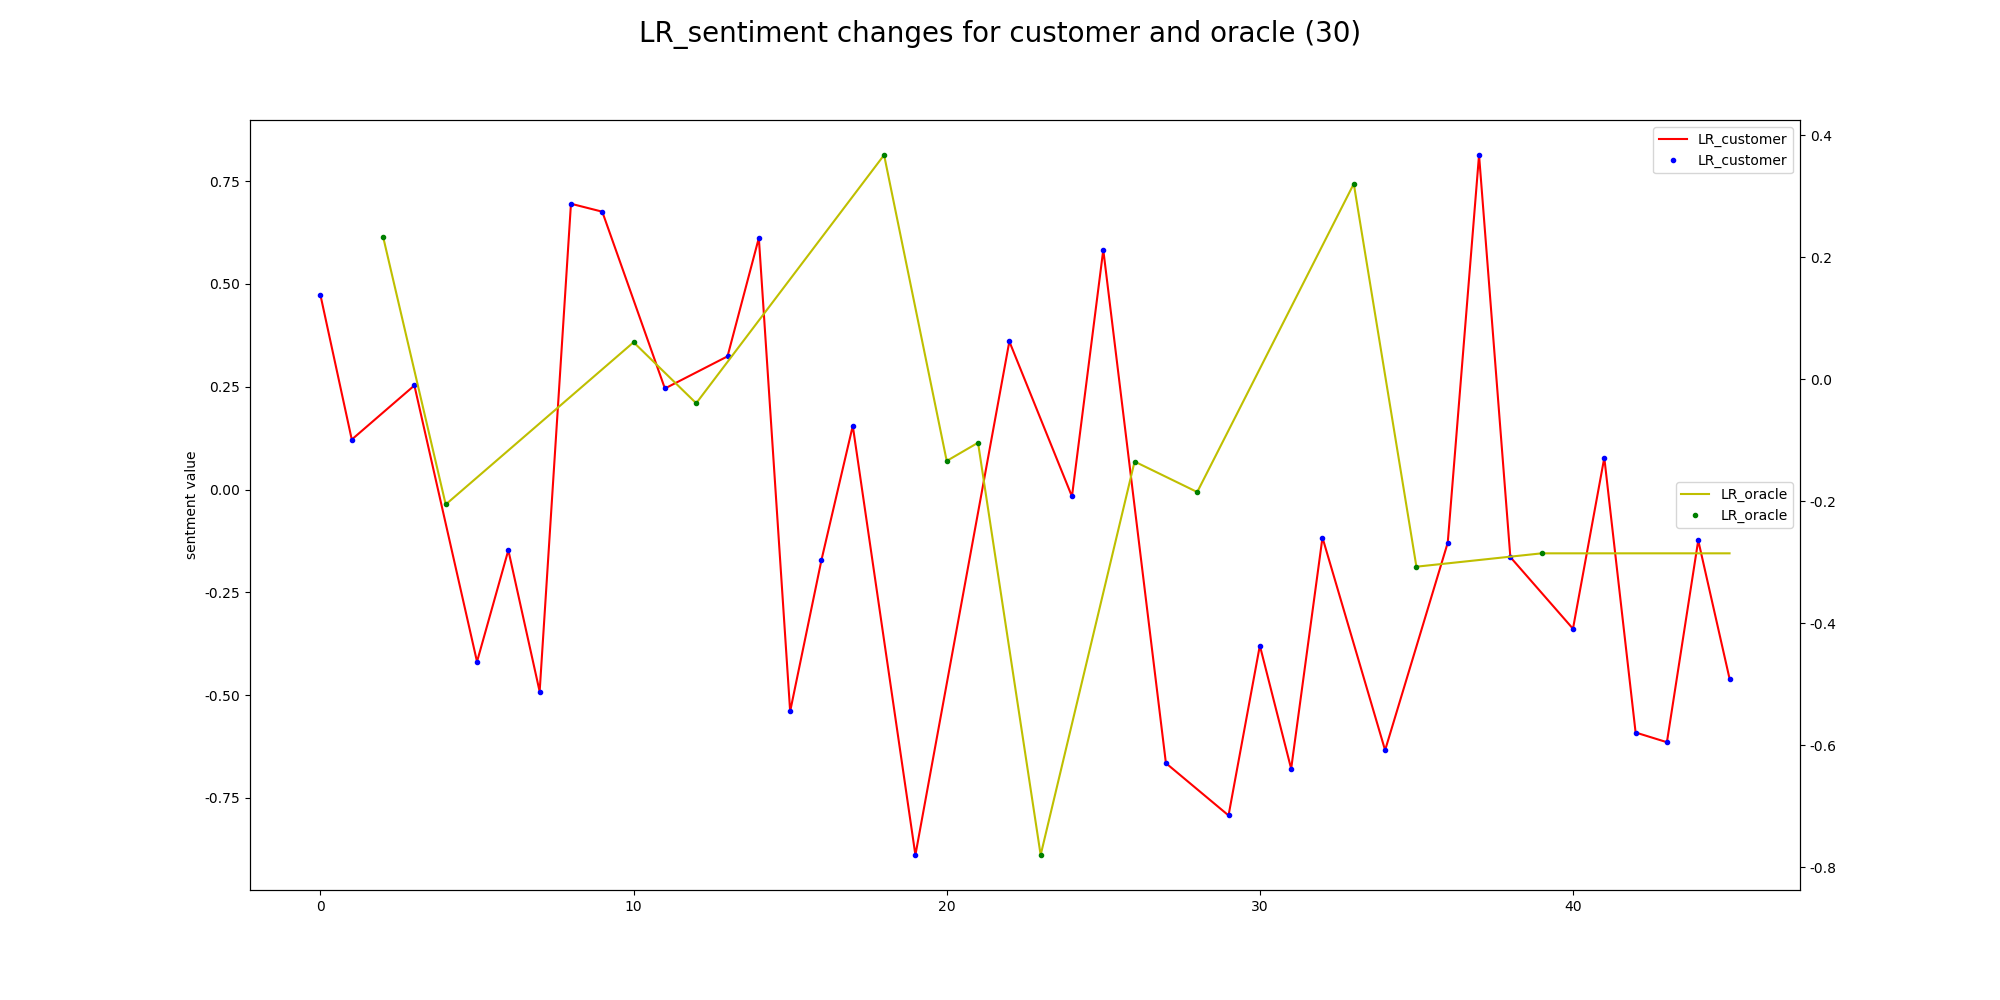 LR_sentiment changes for customer and oracle (30)
LR_customer
LR_customer
LR_oracle
LR_oracle
sentment value
0.75
0.50
0.25
0.00
-0.25
-0.50
-0.75
0.4
0.2
0.0
-0.2
-0.4
-0.6
-0.8
0 10 20 30 40